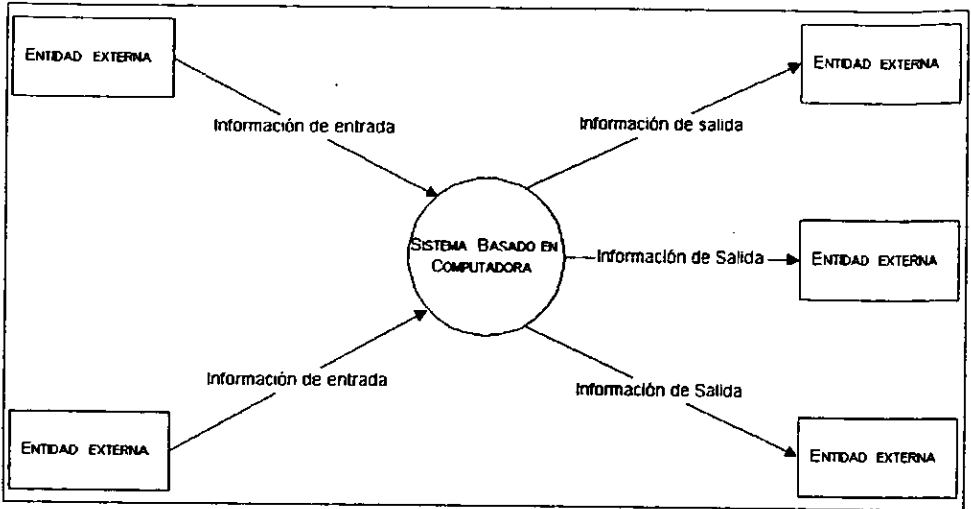 ENTIDAD EXTERNA
ENTIDAD EXTERNA
Información de entrada
Información de salida
SISTEMA BASADO EN
COMPUTADORA
Información de Salida
ENTIDAD EXTERNA
Información de entrada
Información de Salida
ENTIDAD EXTERNA
ENTIDAD EXTERNA